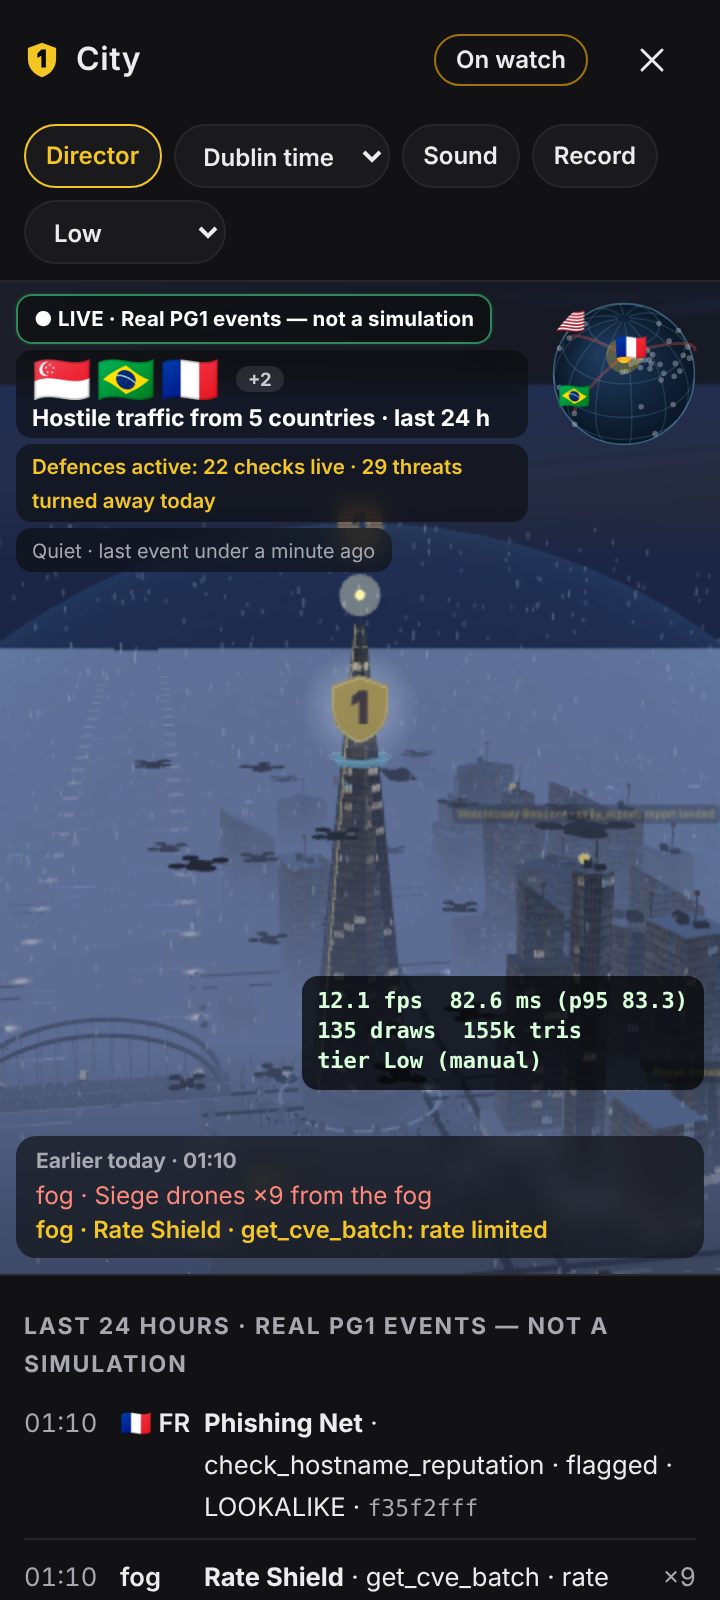 1 City
On watch
Director
Dublin time
Sound
Record
Low
LIVE · Real PG1 events — not a simulation
+2
Hostile traffic from 5 countries · last 24 h
Defences active: 22 checks live · 29 threats
turned away today
Quiet · last event under a minute ago
1
12.1 fps 82.6 ms (p95 83.3)
135 draws 155k tris
tier Low (manual)
Earlier today · 01:10
fog · Siege drones ×9 from the fog
fog · Rate Shield · get_cve_batch: rate limited
LAST 24 HOURS · REAL PG1 EVENTS — NOT A
SIMULATION
01:10 FR Phishing Net ·
check_hostname_reputation · flagged ·
LOOKALIKE · f35f2fff
01:10 fog Rate Shield · get_cve_batch · rate ×9